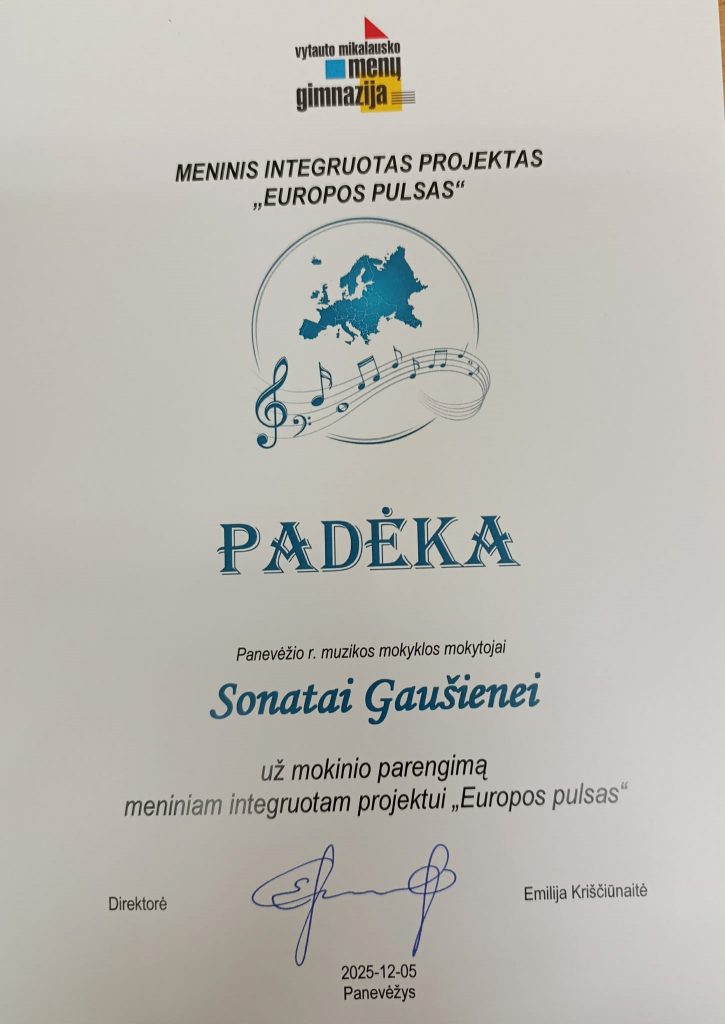 vytauto mikalausko
menų
gimnazija
MENINIS INTEGRUOTAS PROJEKTAS
„EUROPOS PULSAS“
PADĖKA
Panevėžio r. muzikos mokyklos mokytojai
Sonatai Gaušienei
už mokinio parengimą
meniniam integruotam projektui „Europos pulsas“
Direktorė
Emilija Kriščiūnaitė
2025-12-05
Panevėžys